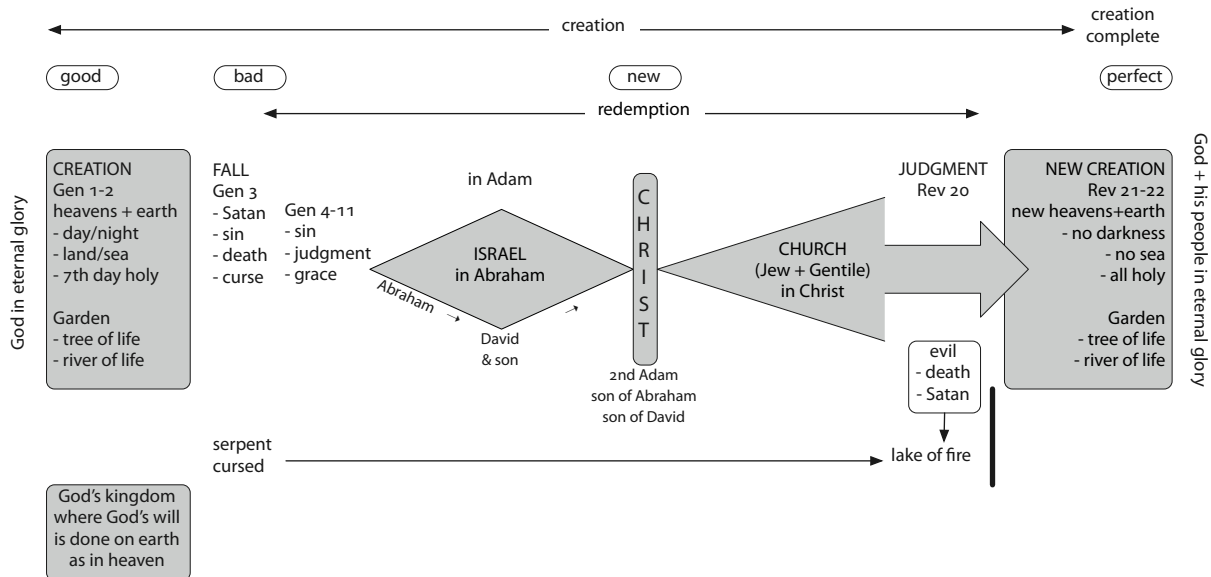 creation
creation
complete
good
bad
new
perfect
redemption
God in eternal glory
CREATION
Gen 1-2
heavens + earth
- day/night
- land/sea
- 7th day holy
Garden
- tree of life
- river of life
FALL
Gen 3
- Satan
- sin
- death
- curse
Gen 4-11
- sin
- judgment
- grace
in Adam
ISRAEL
in Abraham
Abraham →
→
David
& son
CHRIST
2nd Adam
son of Abraham
son of David
CHURCH
(Jew + Gentile)
in Christ
JUDGMENT
Rev 20
evil
- death
- Satan
lake of fire
NEW CREATION
Rev 21-22
new heavens+earth
- no darkness
- no sea
- all holy
Garden
- tree of life
- river of life
God + his people in eternal glory
serpent
cursed
God's kingdom
where God's will
is done on earth
as in heaven